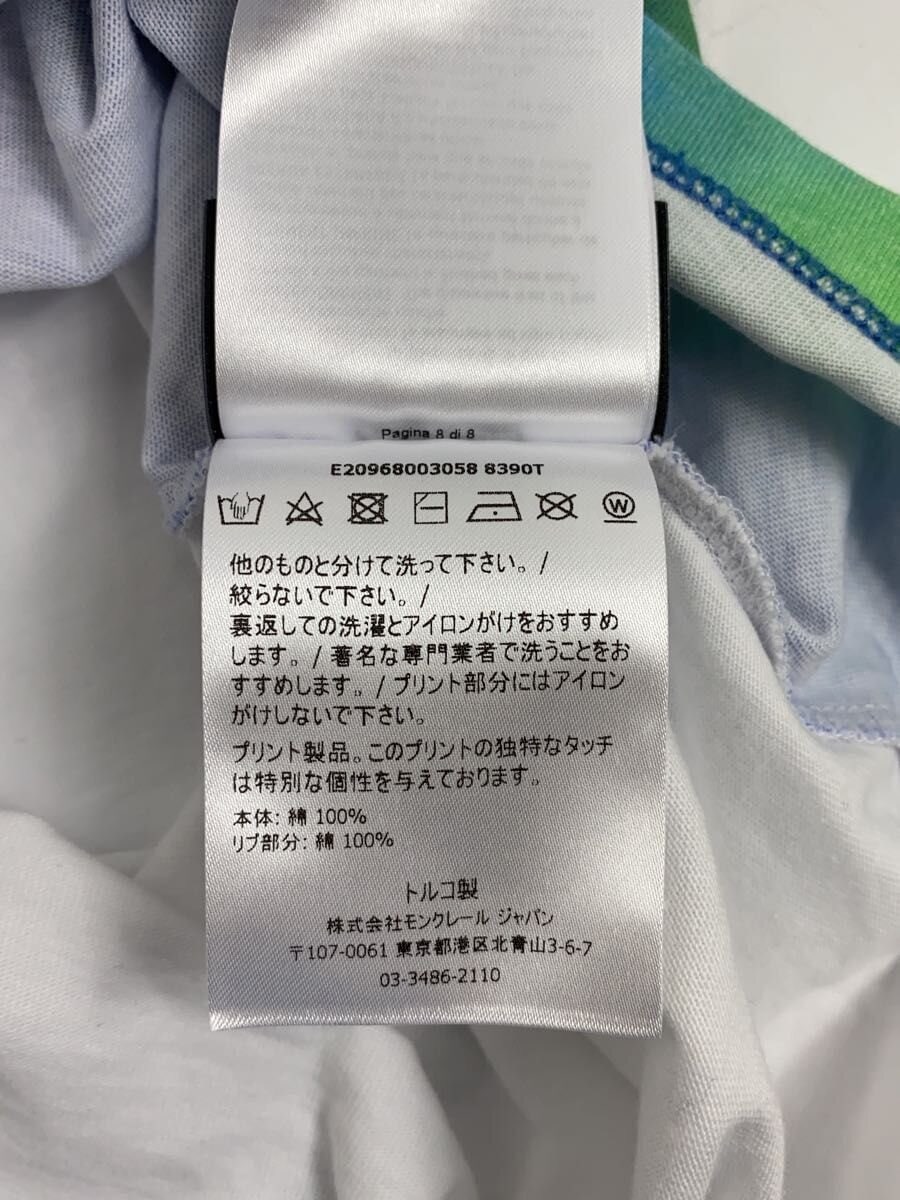 Pagina 8 di 8
E20968003058 8390T
他のものと分けて洗って下さい。/
絞らないで下さい。/
裏返しての洗濯とアイロンがけをおすすめ
します。/ 著名な専門業者で洗うことをお
すすめします。/ プリント部分にはアイロン
がけしないで下さい。
プリント製品。このプリントの独特なタッチ
は特別な個性を与えております。
本体: 綿 100%
リブ部分: 綿 100%
トルコ製
株式会社モンクレール ジャパン
〒107-0061 東京都港区北青山3-6-7
03-3486-2110